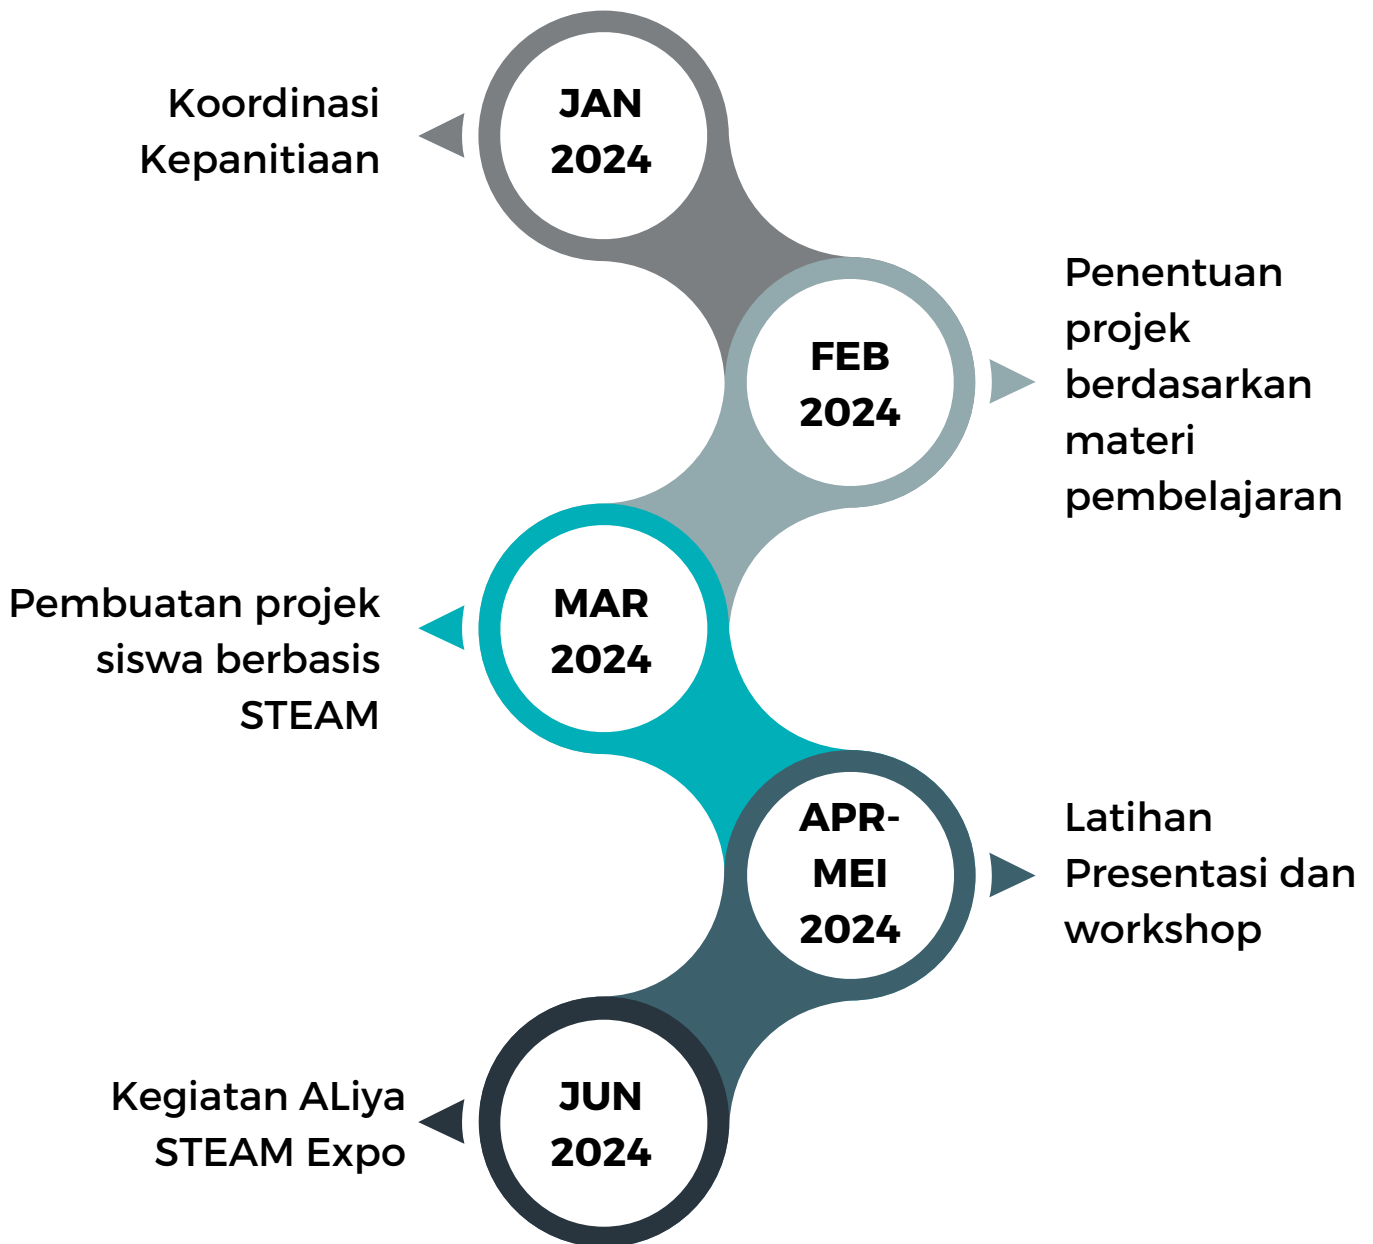 Koordinasi
Kepanitiaan
JAN
2024
FEB
2024
Penentuan
projek
berdasarkan
materi
pembelajaran
Pembuatan projek
siswa berbasis
STEAM
MAR
2024
APR-
MEI
2024
Latihan
Presentasi dan
workshop
Kegiatan ALiya
STEAM Expo
JUN
2024